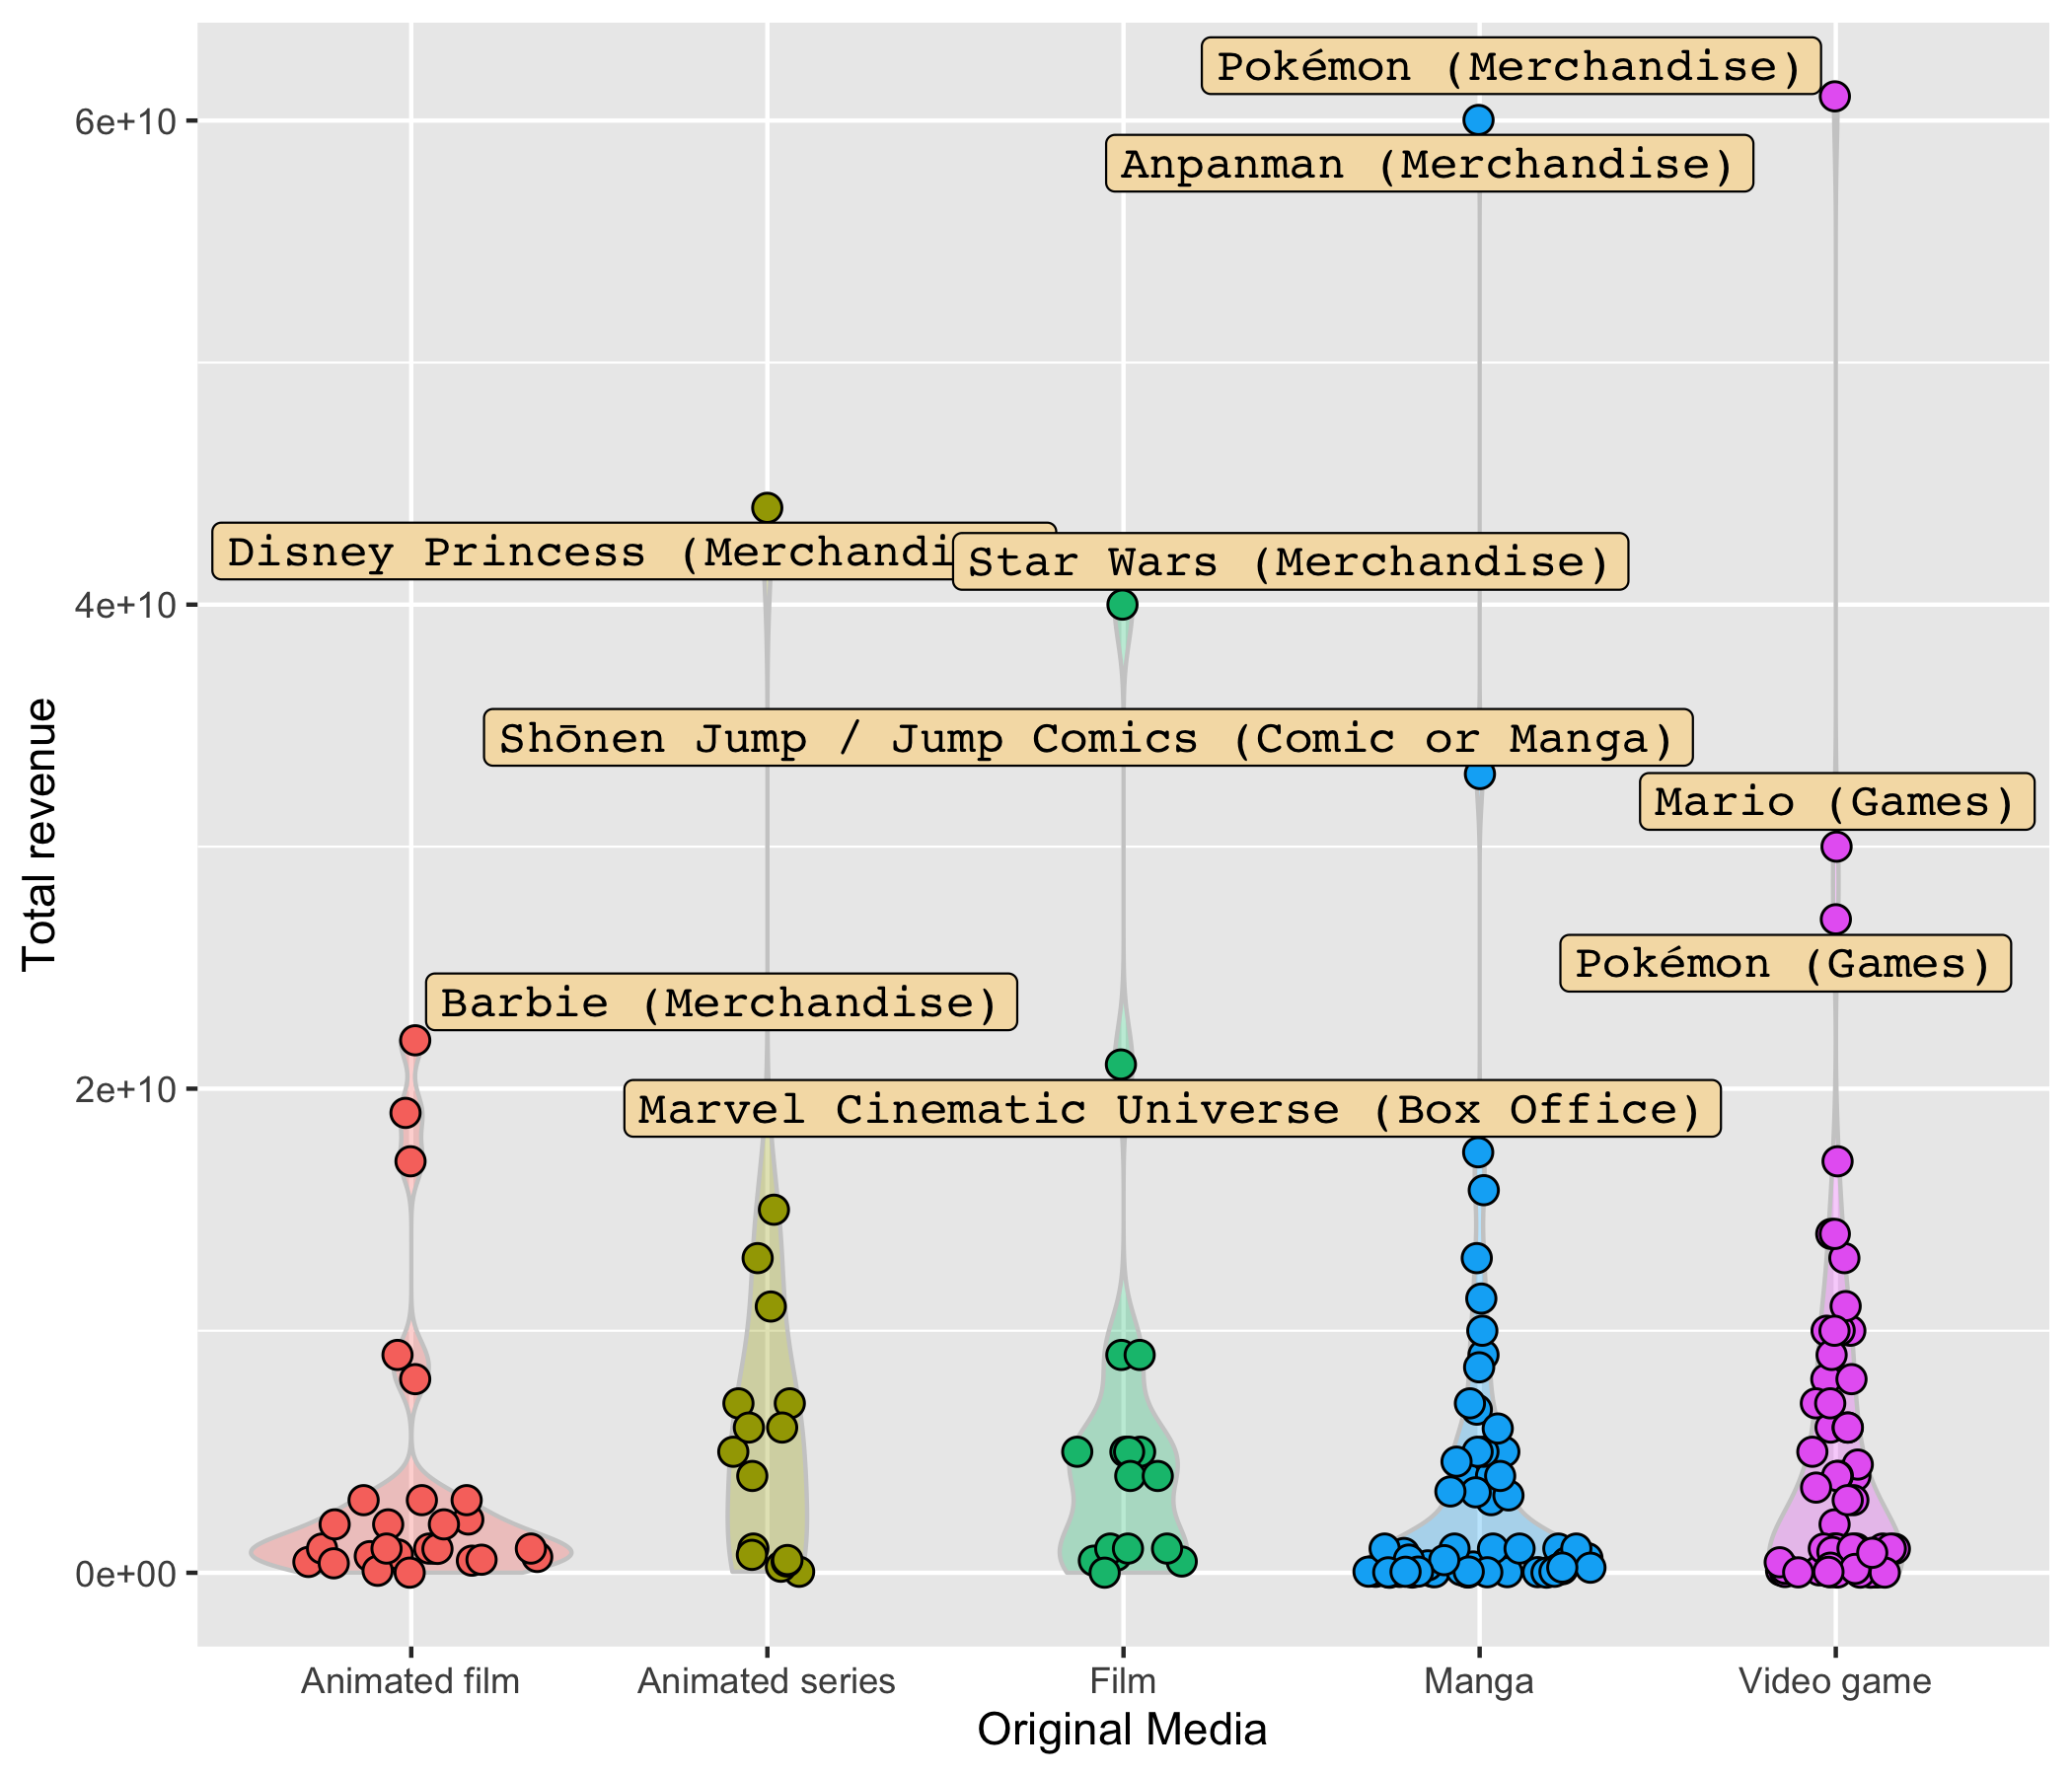 Pokémon (Merchandise)
6e+10
Anpanman (Merchandise)
Disney Princess (Merchandi
Star Wars (Merchandise)
4e+10
Shōnen Jump / Jump Comics (Comic or Manga)
Mario (Games)
Total revenue
Pokémon (Games)
Barbie (Merchandise)
2e+10
Marvel Cinematic Universe (Box Office)
0e+00
Animated film
Animated series
Film
Manga
Video game
Original Media